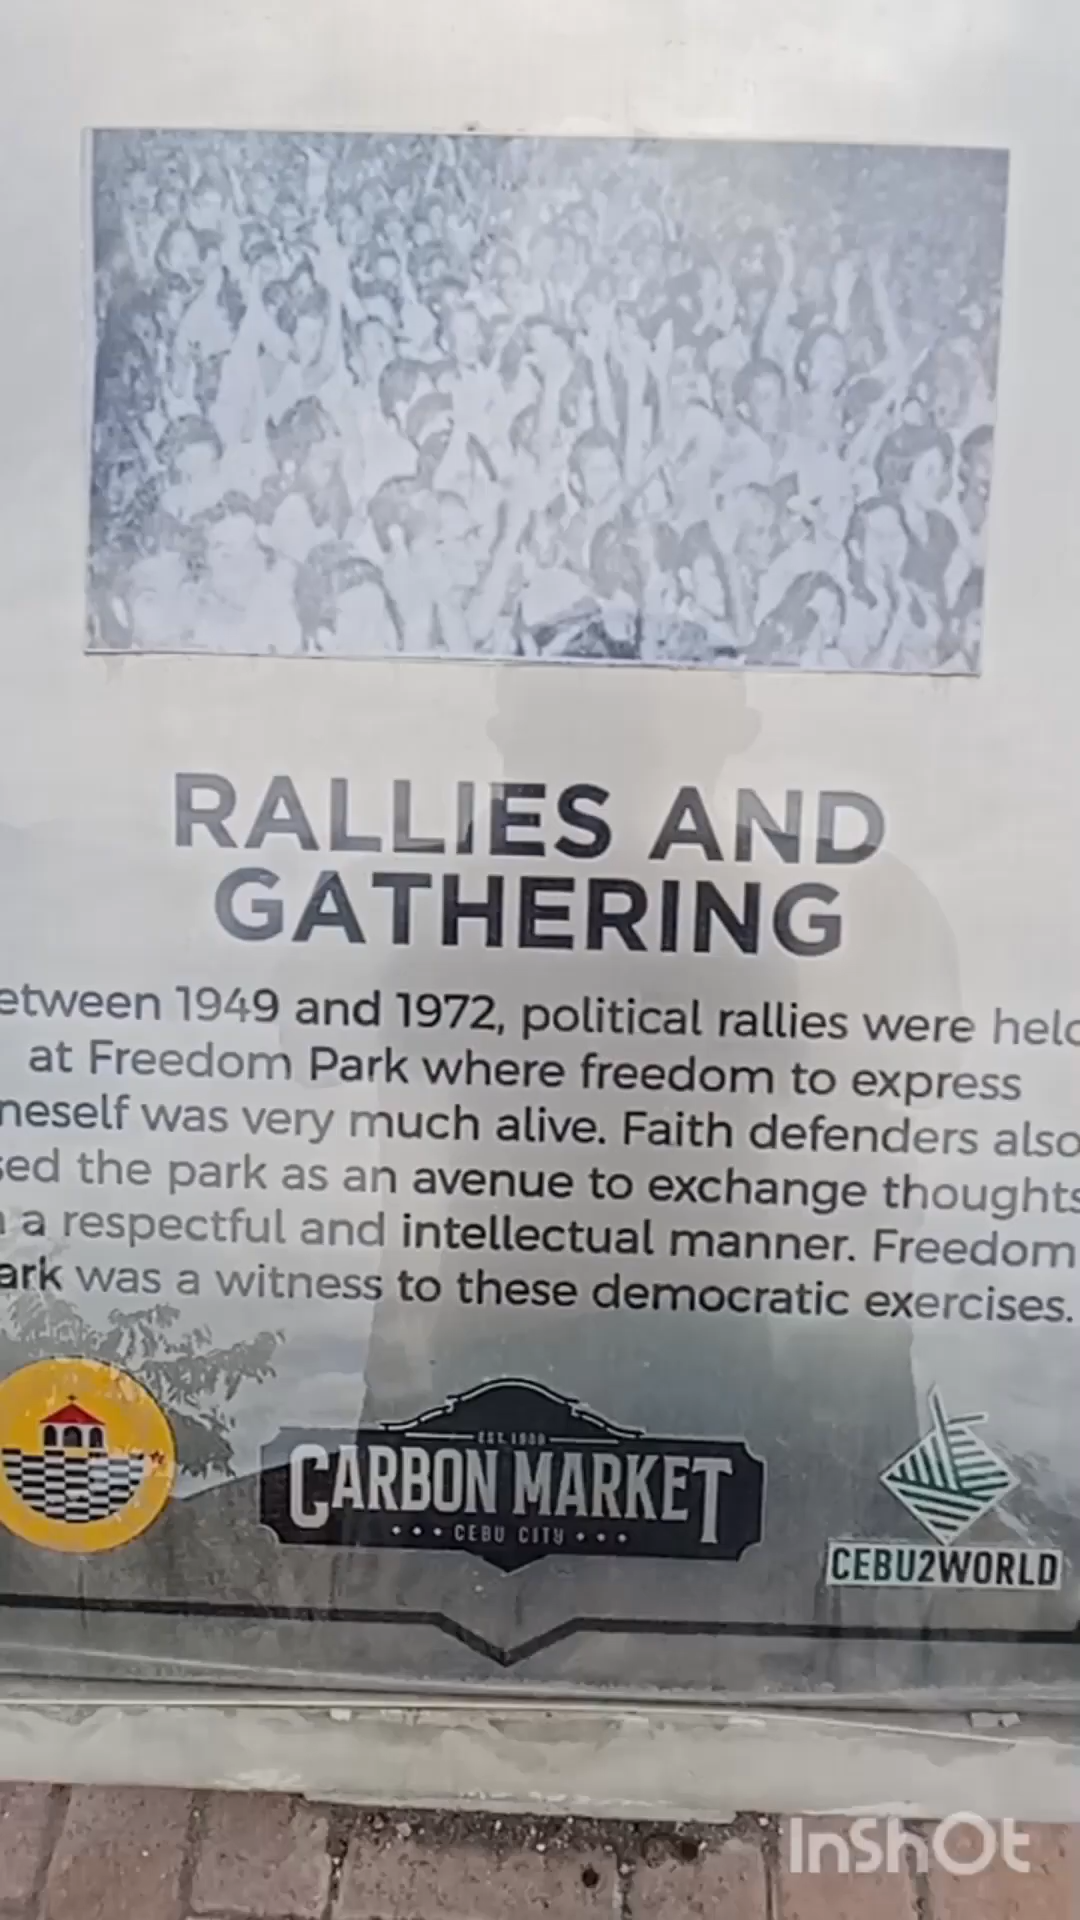 RALLIES AND
GATHERING
etween 1949 and 1972, political rallies were held
at Freedom Park where freedom to express
neself was very much alive. Faith defenders also
sed the park as an avenue to exchange thoughts
a respectful and intellectual manner. Freedom
ark was a witness to these democratic exercises.
CARBON MARKET
CEBU CITY
CEBU2WORLD
InShOt